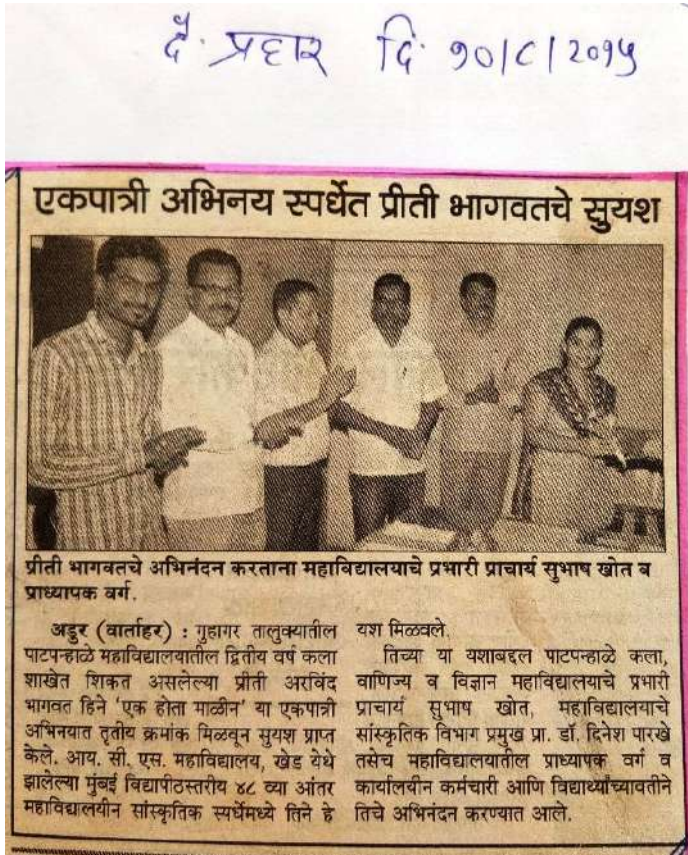 दै. प्रहार दि. १०/८/२०१५
एकपात्री अभिनय स्पर्धेत प्रीती भागवतचे सुयश
प्रीती भागवतचे अभिनंदन करताना महाविद्यालयाचे प्रभारी प्राचार्य सुभाष खोत व
प्राध्यापक वर्ग.
अडुर (वार्ताहर) : गुहागर तालुक्यातील
पाटपन्हाळे महाविद्यालयातील द्वितीय वर्ष कला
शाखेत शिकत असलेल्या प्रीती अरविंद
भागवत हिने ‘एक होता माळीन’ या एकपात्री
अभिनयात तृतीय क्रमांक मिळवून सुयश प्राप्त
केले. आय. सी. एस. महाविद्यालय, खेड येथे
झालेल्या मुंबई विद्यापीठस्तरीय ४८ व्या आंतर
महाविद्यालयीन सांस्कृतिक स्पर्धेमध्ये तिने हे
यश मिळवले.
तिच्या या यशाबद्दल पाटपन्हाळे कला,
वाणिज्य व विज्ञान महाविद्यालयाचे प्रभारी
प्राचार्य सुभाष खोत, महाविद्यालयाचे
सांस्कृतिक विभाग प्रमुख प्रा. डॉ. दिनेश पारखे
तसेच महाविद्यालयातील प्राध्यापक वर्ग व
कार्यालयीन कर्मचारी आणि विद्यार्थ्यांच्यावतीने
तिचे अभिनंदन करण्यात आले.